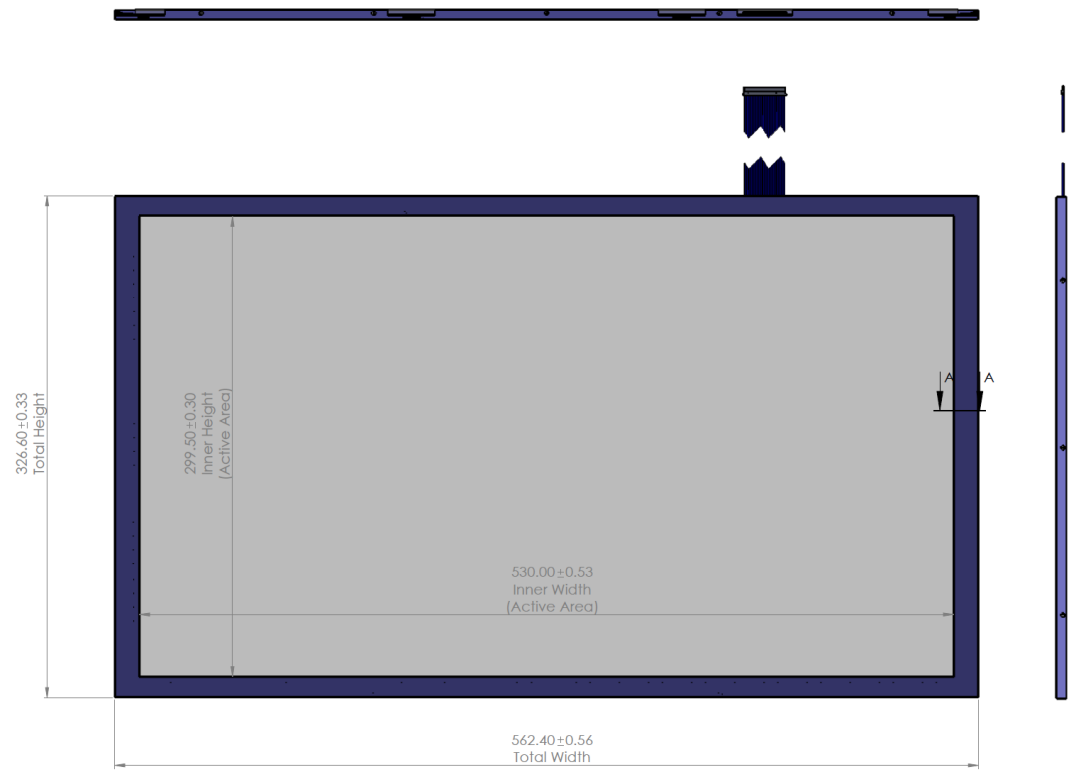 326.60±0.33
Total Height
299.50±0.30
Inner Height
(Active Area)
A A
530.00±0.53
Inner Width
(Active Area)
562.40±0.56
Total Width